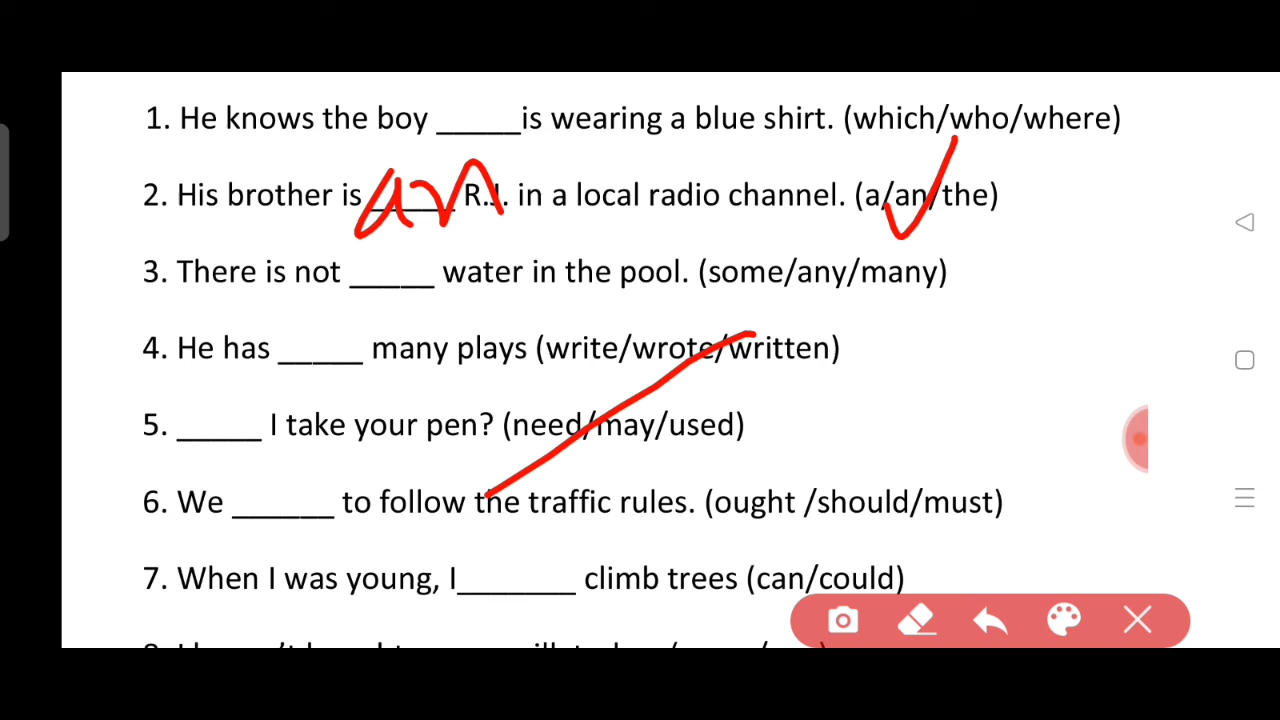 1. He knows the boy _____is wearing a blue shirt. (which/who/where)
2. His brother is an R.J. in a local radio channel. (a/an/the)
3. There is not _____ water in the pool. (some/any/many)
4. He has _____ many plays (write/wrote/written)
5. _____ I take your pen? (need/may/used)
6. We ______ to follow the traffic rules. (ought /should/must)
7. When I was young, I_______ climb trees (can/could)